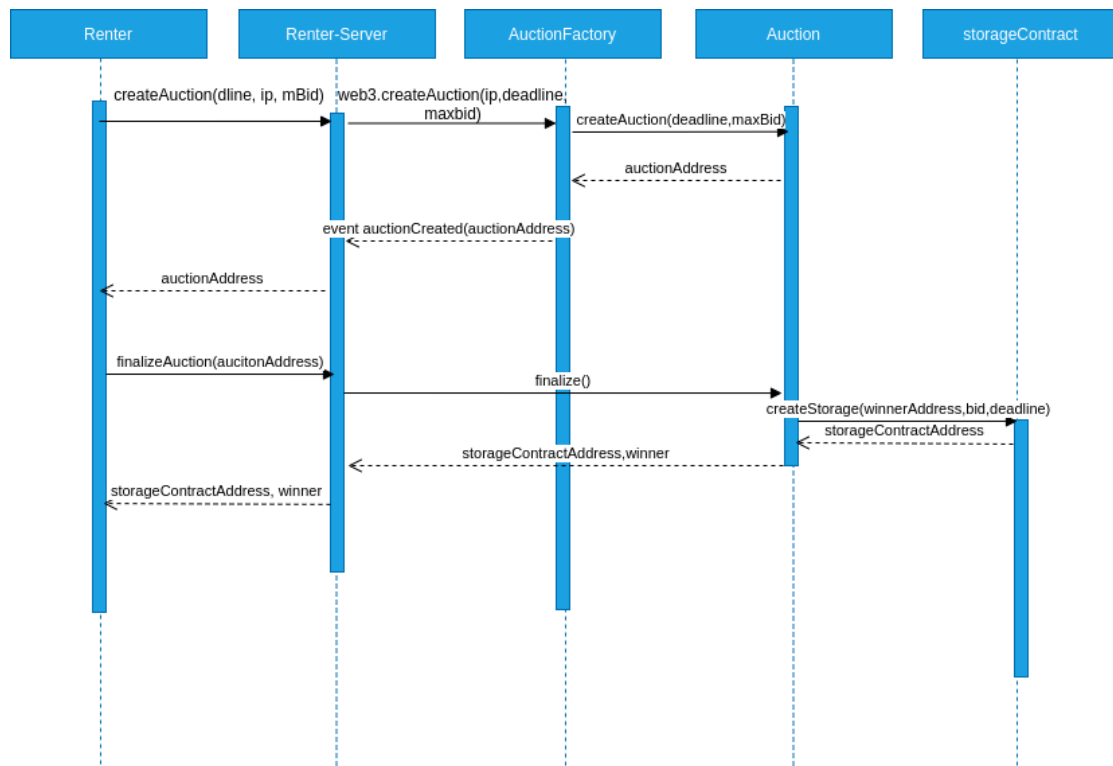 Renter
Renter-Server
AuctionFactory
Auction
storageContract
createAuction(dline, ip, mBid)
web3.createAuction(ip,deadline,
maxbid)
createAuction(deadline,maxBid)
auctionAddress
event auctionCreated(auctionAddress)
auctionAddress
finalizeAuction(aucitonAddress)
finalize()
createStorage(winnerAddress,bid,deadline)
storageContractAddress
storageContractAddress,winner
storageContractAddress, winner